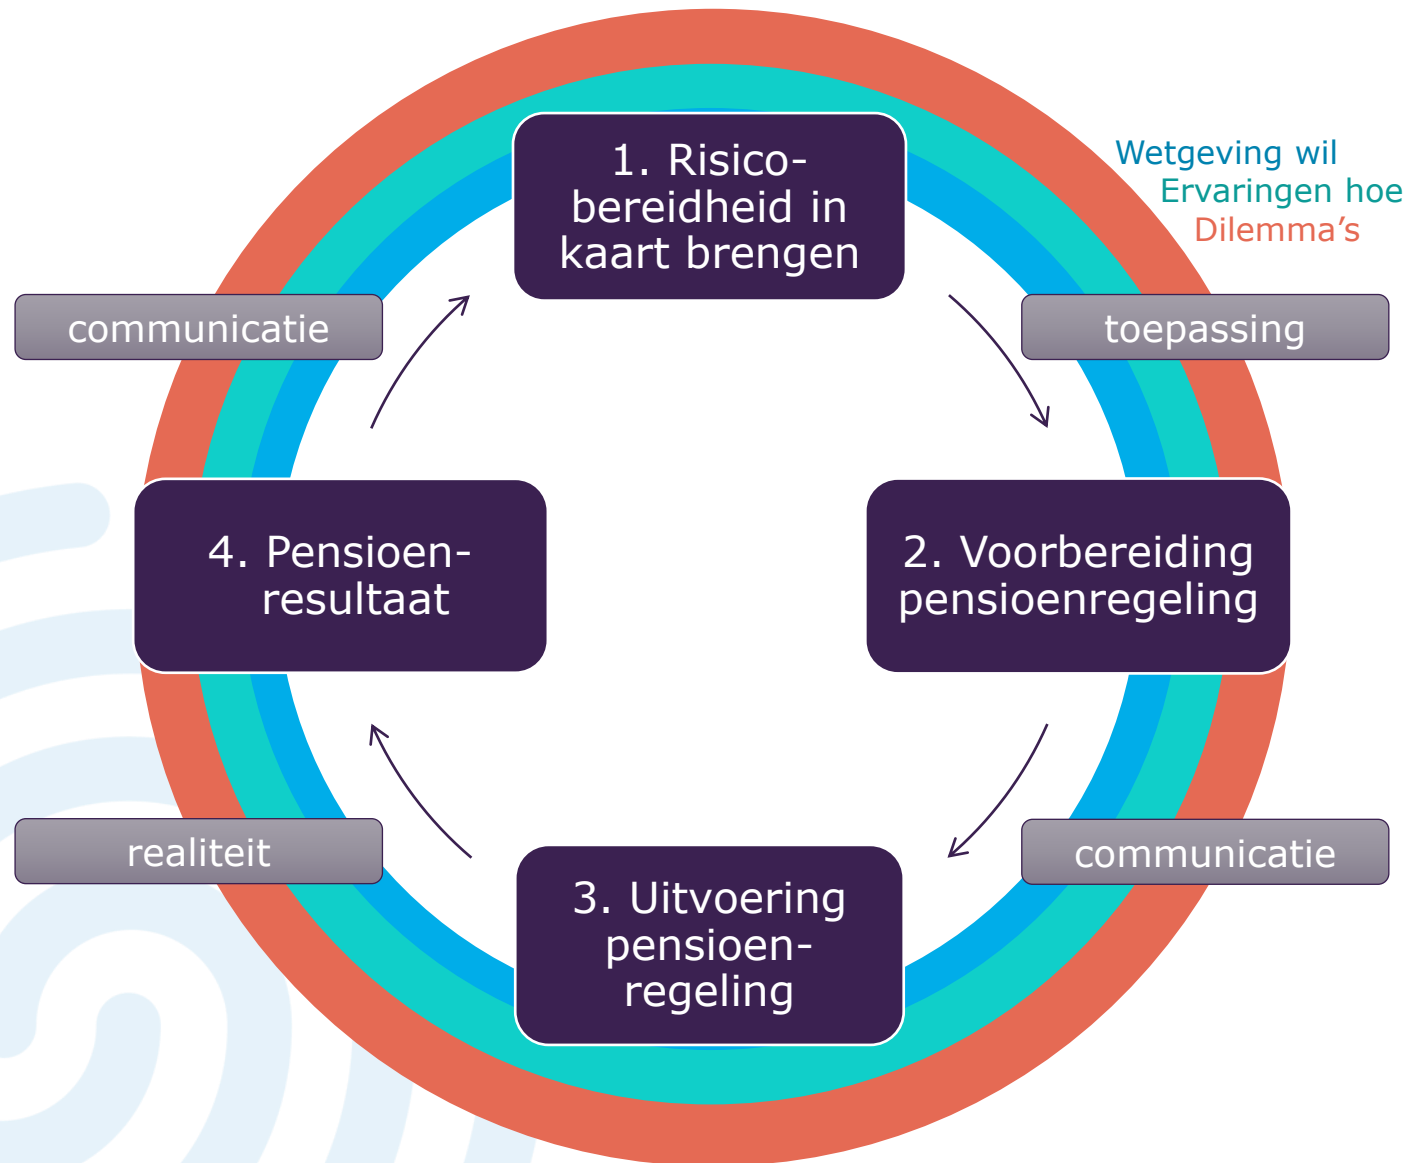 1. Risico-
bereidheid in
kaart brengen
Wetgeving wil
Ervaringen hoe
Dilemma's
communicatie
toepassing
4. Pensioen-
resultaat
2. Voorbereiding
pensioenregeling
realiteit
communicatie
3. Uitvoering
pensioen-
regeling